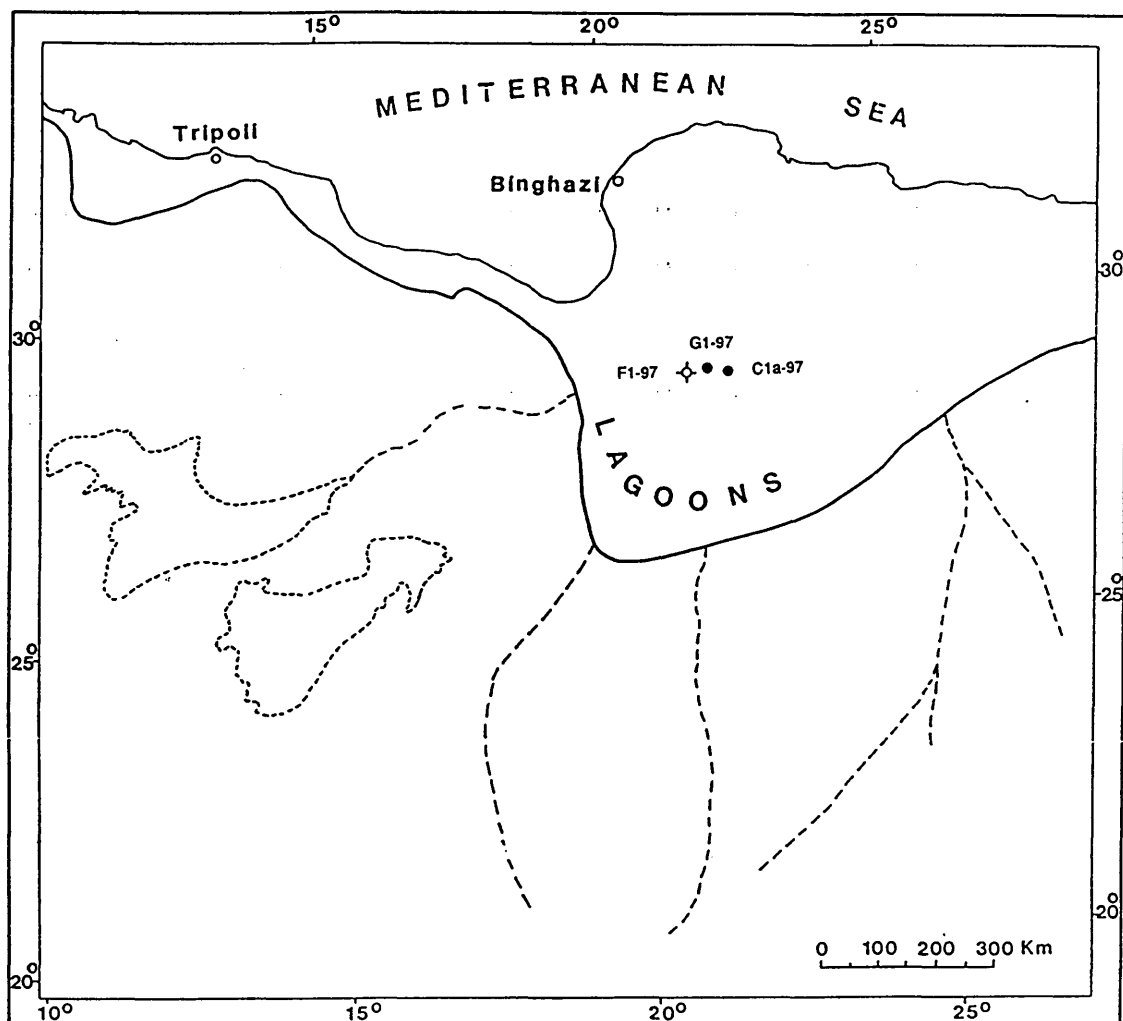 15° 20° 25°
MEDITERRANEAN SEA
Tripoli
Binghazi
30°
30°
G1-97
F1-97 C1a-97
LAGOONS
25°
25°
20°
0 100 200 300 Km
20°
10° 15° 20° 25°